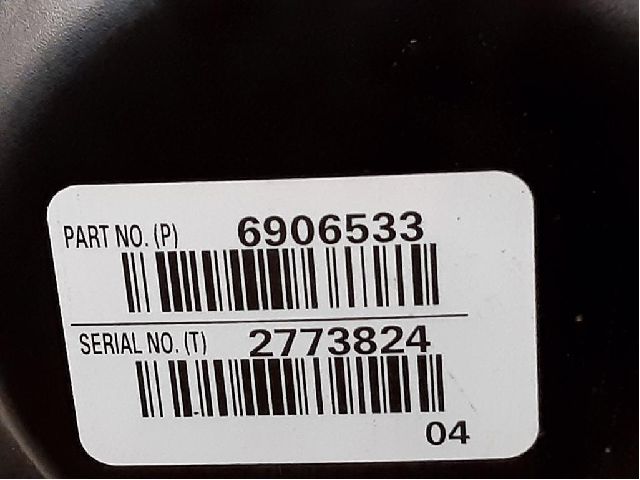 PART NO. (P) 6906533
SERIAL NO. (T) 2773824
04